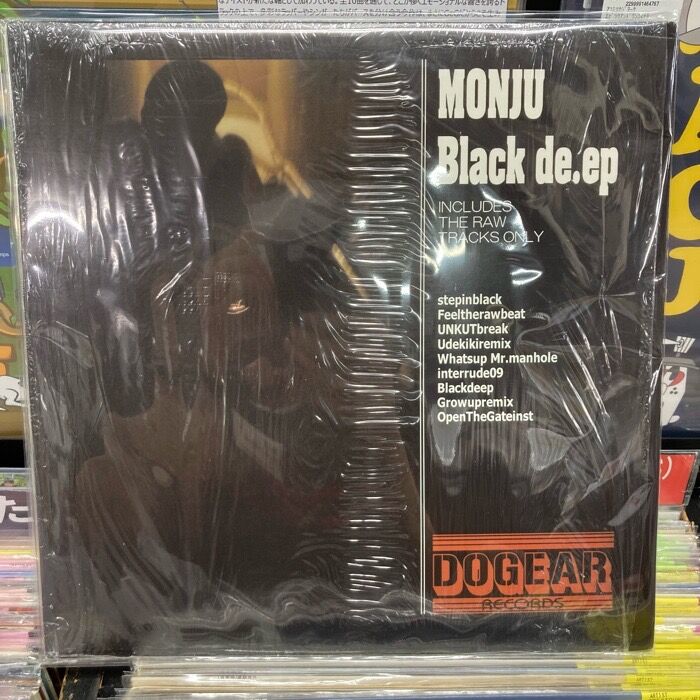 MONJU
Black de.ep
INCLUDES
THE RAW
TRACKS ONLY
stepinblack
Feeltherawbeat
UNKUTbreak
Udekikiremix
Whatsup Mr.manhole
interrude09
Blackdeep
Growupremix
OpenTheGateinst
DOGEAR
RECORDS